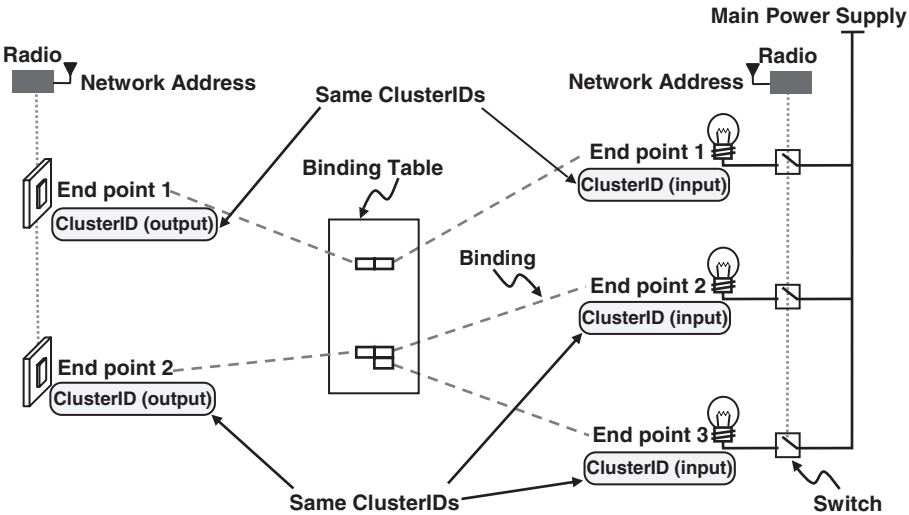 Main Power Supply
Radio
Network Address
Same ClusterIDs
Network Address
Radio
End point 1
ClusterID (output)
Binding Table
End point 1
ClusterID (input)
Binding
End point 2
ClusterID (input)
End point 2
ClusterID (output)
End point 3
ClusterID (input)
Same ClusterIDs
Switch